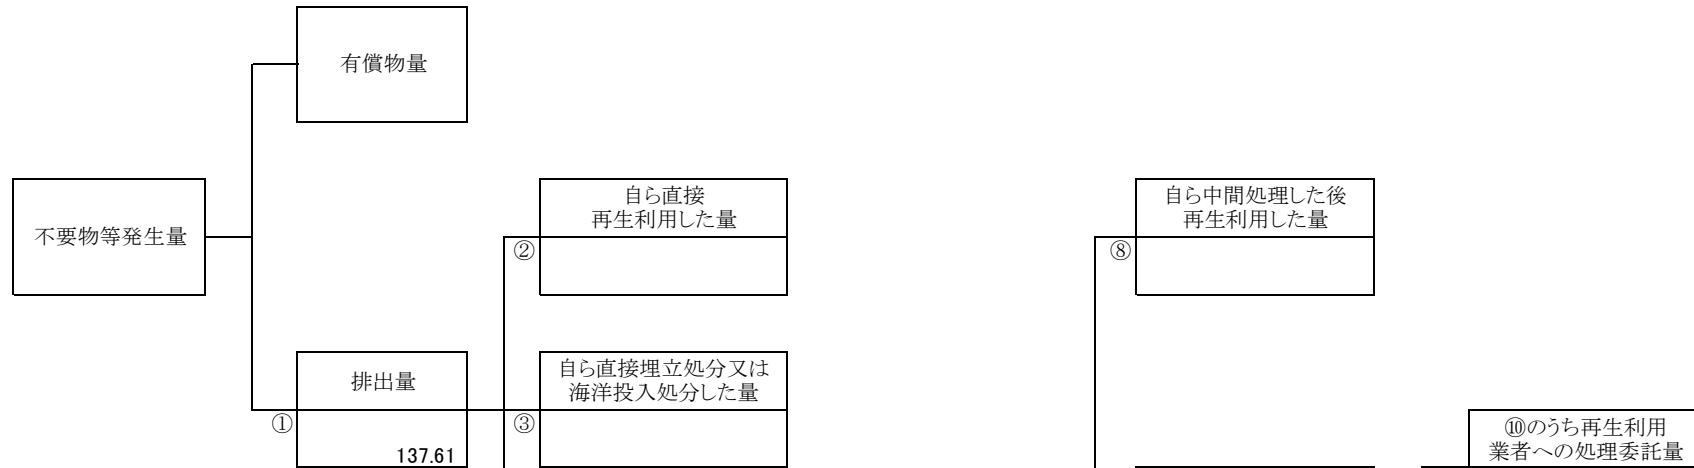 有償物量
不要物等発生量
自ら直接
再生利用した量
②
自ら中間処理した後
再生利用した量
⑧
排出量
①
137.61
自ら直接埋立処分又は
海洋投入処分した量
③
⑩のうち再生利用
業者への処理委託量